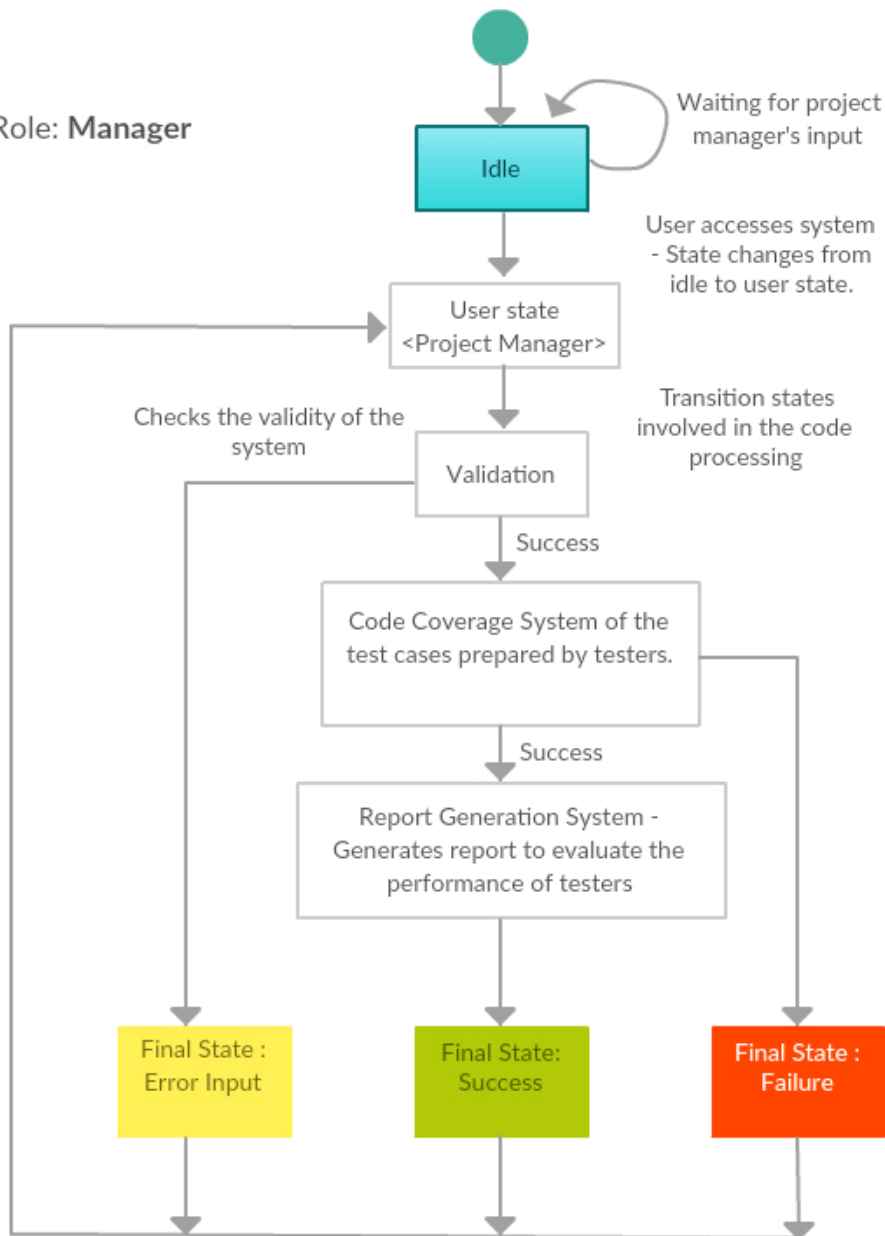 Role: Manager
Waiting for project
manager's input
Idle
User accesses system
- State changes from
idle to user state.
User state
<Project Manager>
Checks the validity of the
system
Transition states
involved in the code
processing
Validation
Success
Code Coverage System of the
test cases prepared by testers.
Success
Report Generation System -
Generates report to evaluate the
performance of testers
Final State :
Error Input
Final State:
Success
Final State :
Failure